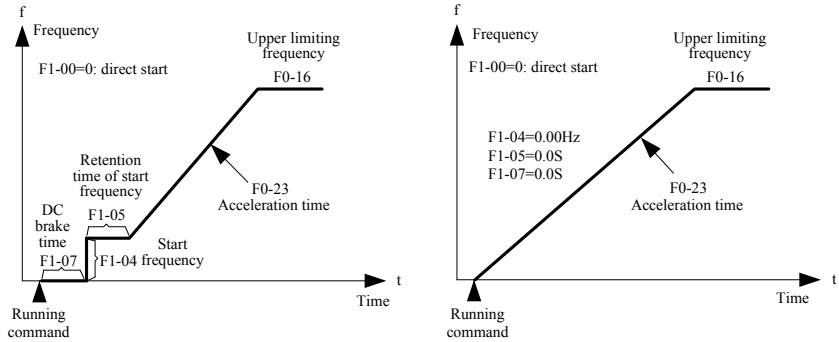 f
Frequency
F1-00=0: direct start
Upper limiting
frequency
F0-16
Retention
time of start
frequency
F1-05
DC
brake
time
F1-07
F1-04
Start
frequency
F0-23
Acceleration time
t
Time
Running
command
f
Frequency
F1-00=0: direct start
Upper limiting
frequency
F0-16
F1-04=0.00Hz
F1-05=0.0S
F1-07=0.0S
F0-23
Acceleration time
t
Time
Running
command